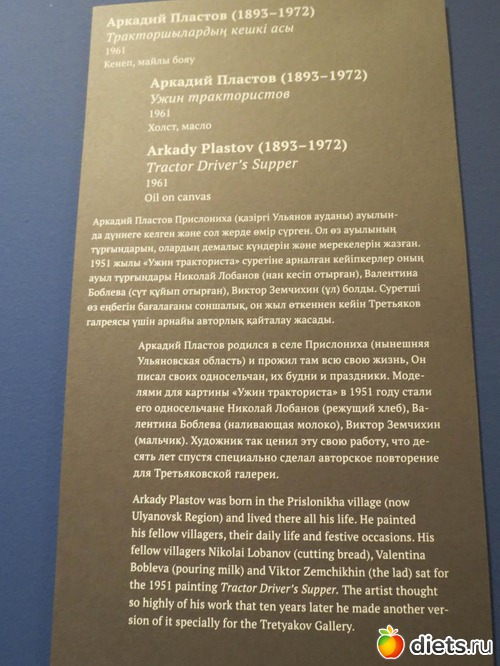 Аркадий Пластов (1893–1972)
Тракторшылардың кешкі асы
1961
Кенеп, майлы бояу
Аркадий Пластов (1893–1972)
Ужин трактористов
1961
Холст, масло
Arkady Plastov (1893–1972)
Tractor Driver's Supper
1961
Oil on canvas
Аркадий Пластов Прислониха (қазіргі Ульянов ауданы) ауылын-
да дүниеге келген және сол жерде өмір сүрген. Ол өз ауылының
тұрғындарын, олардың демалыс күндерін және мерекелерін жазған.
1951 жылы «Ужин тракториста» суретіне арналған кейіпкерлер оның
ауыл тұрғындары Николай Лобанов (нан кесіп отырған), Валентина
Боблева (сүт құйып отырған), Виктор Земчихин (ұл) болды. Суретші
өз еңбегін бағалағаны соншалық, он жыл өткеннен кейін Третьяков
галереясы үшін арнайы авторлық қайталау жасады.
Аркадий Пластов родился в селе Прислониха (нынешняя
Ульяновская область) и прожил там всю свою жизнь, Он
писал своих односельчан, их будни и праздники. Моде-
лями для картины «Ужин тракториста» в 1951 году стали
его односельчане Николай Лобанов (режущий хлеб), Ва-
лентина Боблева (наливающая молоко), Виктор Земчихин
(мальчик). Художник так ценил эту свою работу, что де-
сять лет спустя специально сделал авторское повторение
для Третьяковской галереи.
Arkady Plastov was born in the Prislonikha village (now
Ulyanovsk Region) and lived there all his life. He painted
his fellow villagers, their daily life and festive occasions. His
fellow villagers Nikolai Lobanov (cutting bread), Valentina
Bobleva (pouring milk) and Viktor Zemchikhin (the lad) sat for
the 1951 painting Tractor Driver's Supper. The artist thought
so highly of his work that ten years later he made another ver-
sion of it specially for the Tretyakov Gallery.
diets.ru